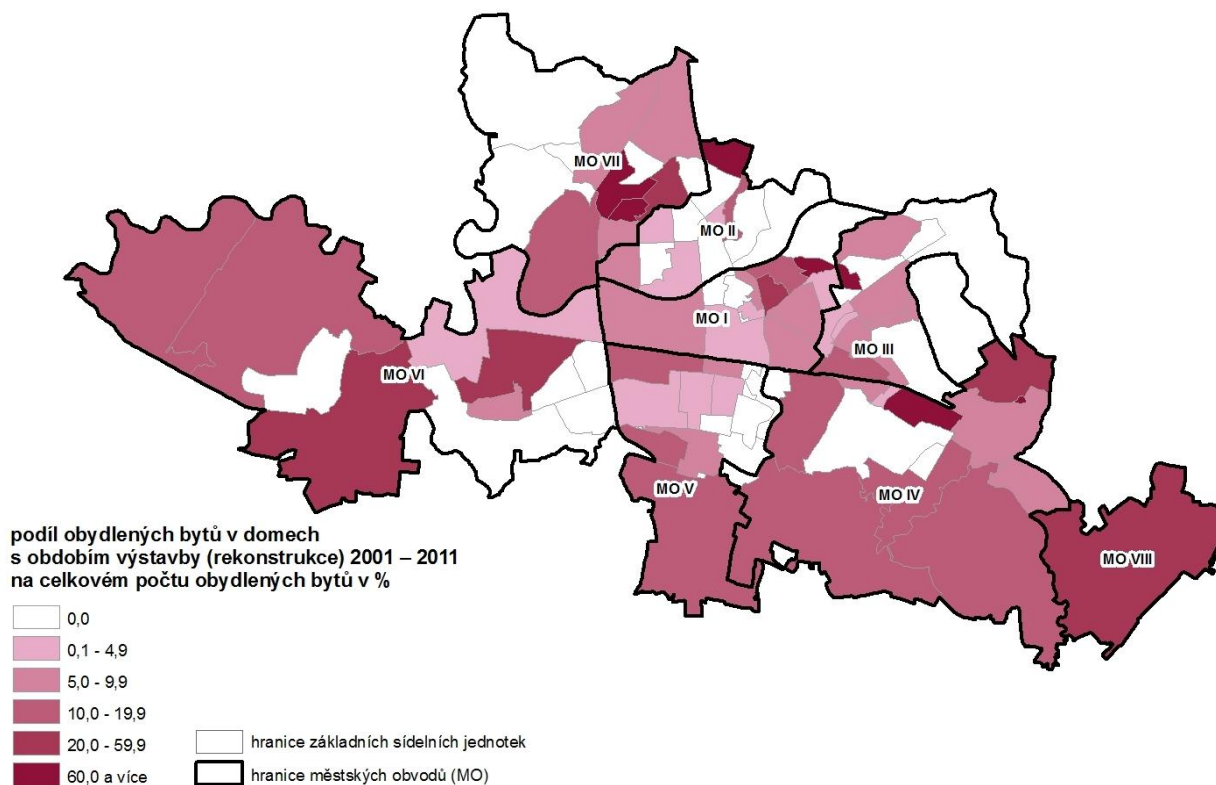 MO VII
MO II
MO I
MO III
MO VI
MO V
MO IV
MO VIII
podíl obydlených bytů v domech
s obdobím výstavby (rekonstrukce) 2001 – 2011
na celkovém počtu obydlených bytů v %
0,0
0,1 - 4,9
5,0 - 9,9
10,0 - 19,9
20,0 - 59,9
60,0 a více
hranice základních sídelních jednotek
hranice městských obvodů (MO)